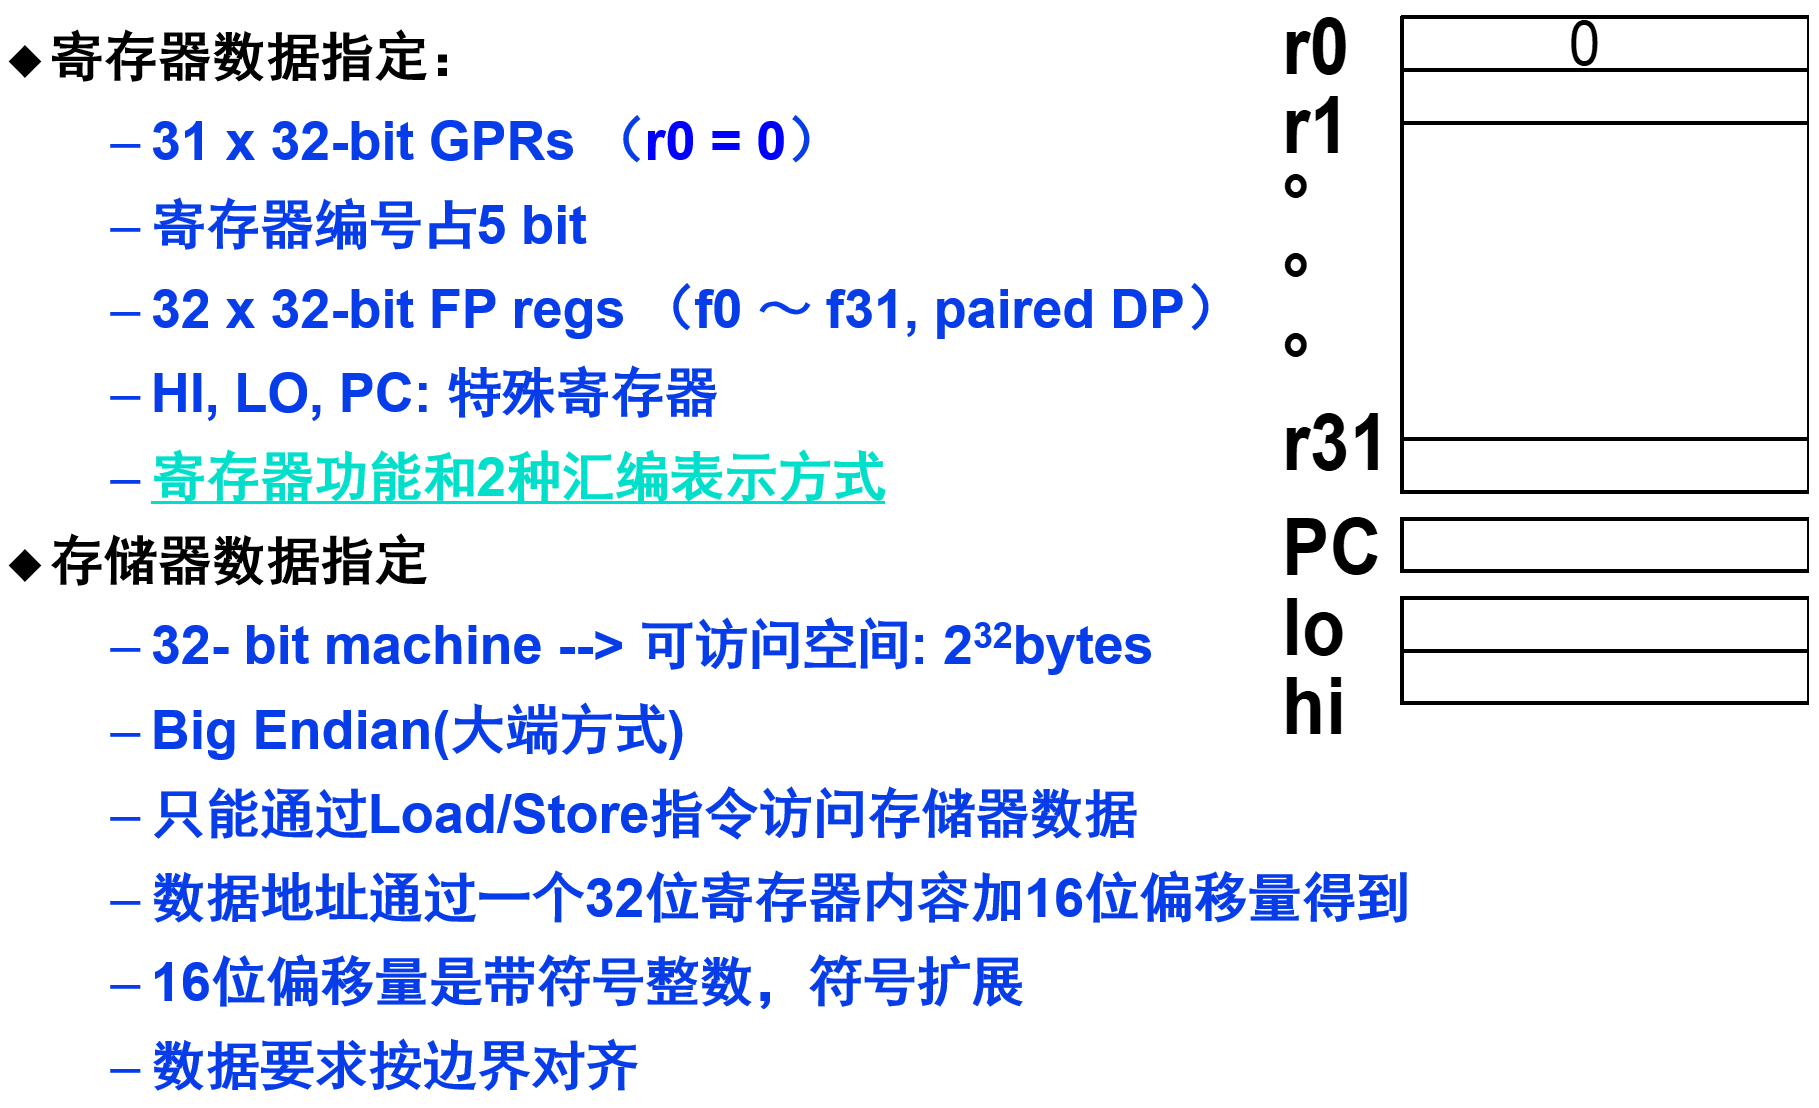 ◆寄存器数据指定：
– 31 x 32-bit GPRs （r0 = 0）
– 寄存器编号占5 bit
– 32 x 32-bit FP regs （f0 ～ f31, paired DP）
– HI, LO, PC: 特殊寄存器
– 寄存器功能和2种汇编表示方式
◆存储器数据指定
– 32- bit machine --> 可访问空间: 2³²bytes
– Big Endian(大端方式)
– 只能通过Load/Store指令访问存储器数据
– 数据地址通过一个32位寄存器内容加16位偏移量得到
– 16位偏移量是带符号整数，符号扩展
– 数据要求按边界对齐
r0 0
r1
°
°
°
r31
PC
lo
hi